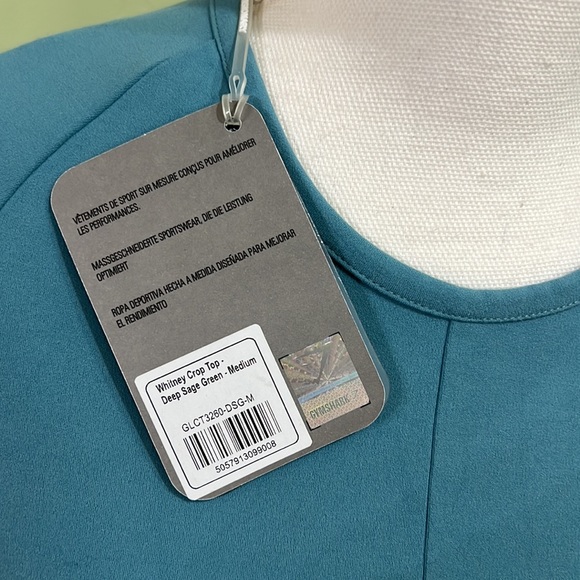 VÊTEMENTS DE SPORT SUR MESURE CONÇUS POUR AMÉLIORER
LES PERFORMANCES.
MASSGESCHNEIDERTE SPORTSWEAR, DIE DIE LEISTUNG
OPTIMIERT
ROPA DEPORTIVA HECHA A MEDIDA DISEÑADA PARA MEJORAR
EL RENDIMIENTO
Whitney Crop Top -
Deep Sage Green - Medium
GLCT3280-DSG-M
5057913099008
GYMSHARK